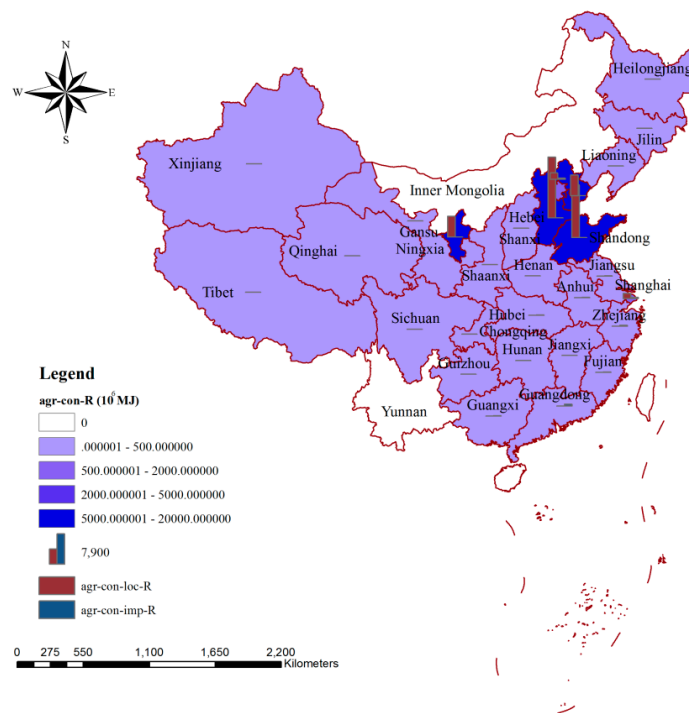 N
W E
S
Heilongjiang
Jilin
Liaoning
Xinjiang
Inner Mongolia
Hebei
Gansu
Shanxi
Shandong
Ningxia
Qinghai
Shaanxi
Henan
Jiangsu
Tibet
Anhui
Shanghai
Sichuan
Hubei
Zhejiang
Chongqing
Hunan
Jiangxi
Guizhou
Fujian
Yunnan
Guangdong
Guangxi
Legend
agr-con-R (10⁶ MJ)
0
.000001 - 500.000000
500.000001 - 2000.000000
2000.000001 - 5000.000000
5000.000001 - 20000.000000
7,900
agr-con-loc-R
agr-con-imp-R
0 275 550 1,100 1,650 2,200
Kilometers